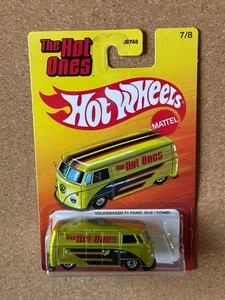 The Hot Ones
JBY68
7/8
Hot Wheels
MATTEL
The Hot Ones
VOLKSWAGEN T1 PANEL BUS / COMBI
The Hot Ones